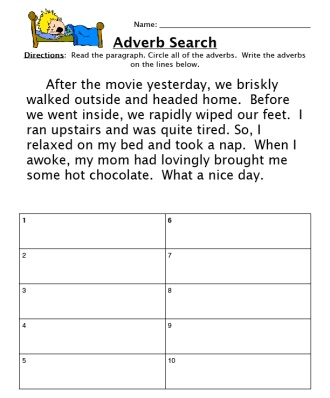 Name: ___________________________
Adverb Search
Directions: Read the paragraph. Circle all of the adverbs. Write the adverbs
on the lines below.
After the movie yesterday, we briskly
walked outside and headed home. Before
we went inside, we rapidly wiped our feet. I
ran upstairs and was quite tired. So, I
relaxed on my bed and took a nap. When I
awoke, my mom had lovingly brought me
some hot chocolate. What a nice day.
1 6
2 7
3 8
4 9
5 10